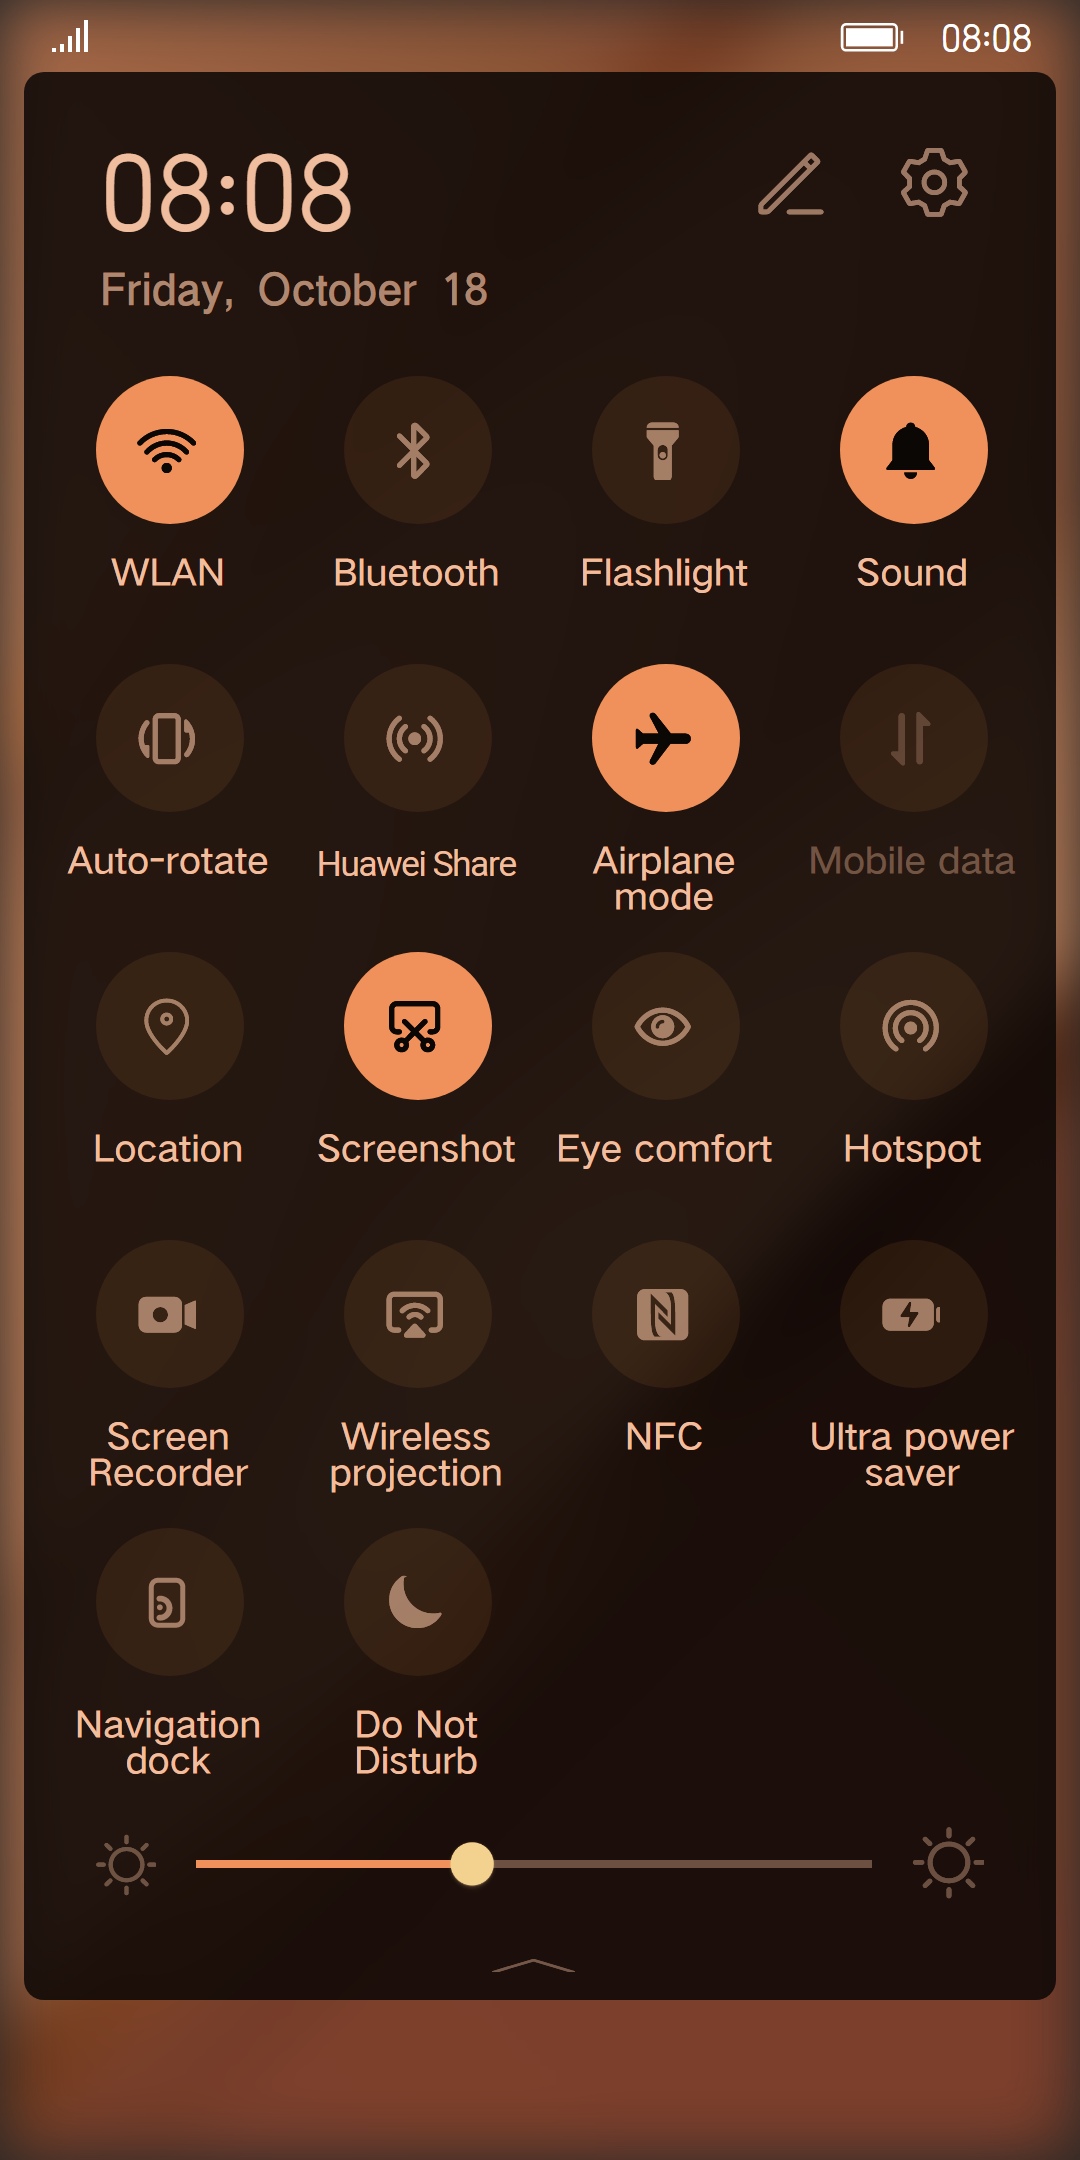 08:08
08:08
Friday, October 18
WLAN
Bluetooth
Flashlight
Sound
Auto-rotate
Huawei Share
Airplane
mode
Mobile data
Location
Screenshot
Eye comfort
Hotspot
Screen
Recorder
Wireless
projection
NFC
Ultra power
saver
Navigation
dock
Do Not
Disturb